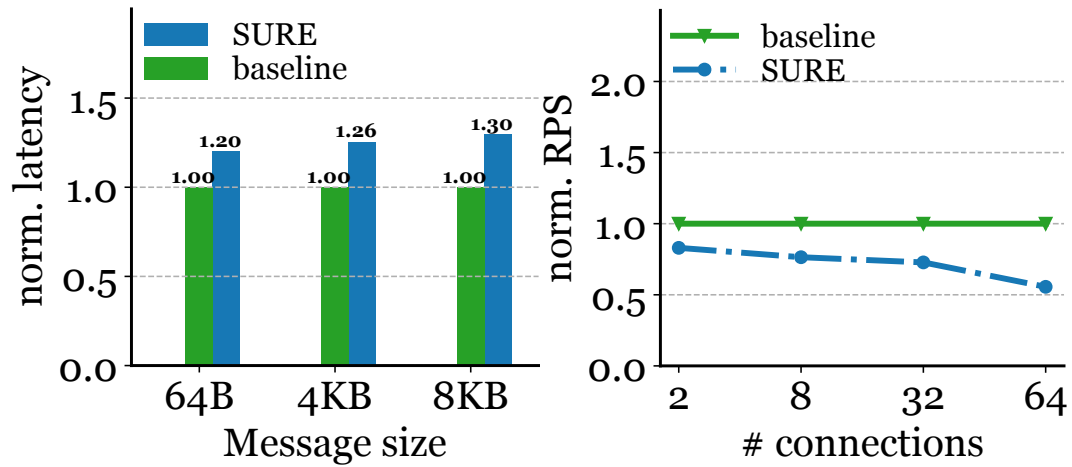 SURE
baseline
norm. latency
1.5
1.0
0.5
0.0
1.00
1.20
1.00
1.26
1.00
1.30
64B
4KB
8KB
Message size
baseline
SURE
norm. RPS
2.0
1.5
1.0
0.5
0.0
2
8
32
64
# connections